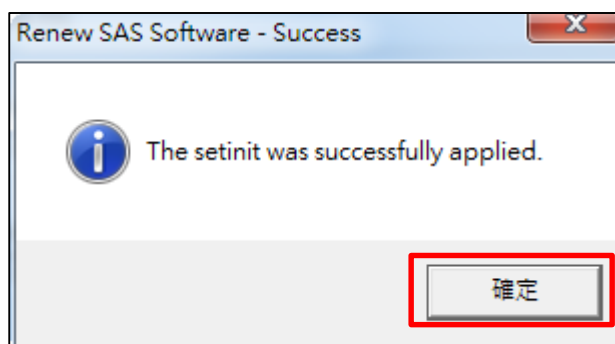 Renew SAS Software - Success
The setinit was successfully applied.
確定